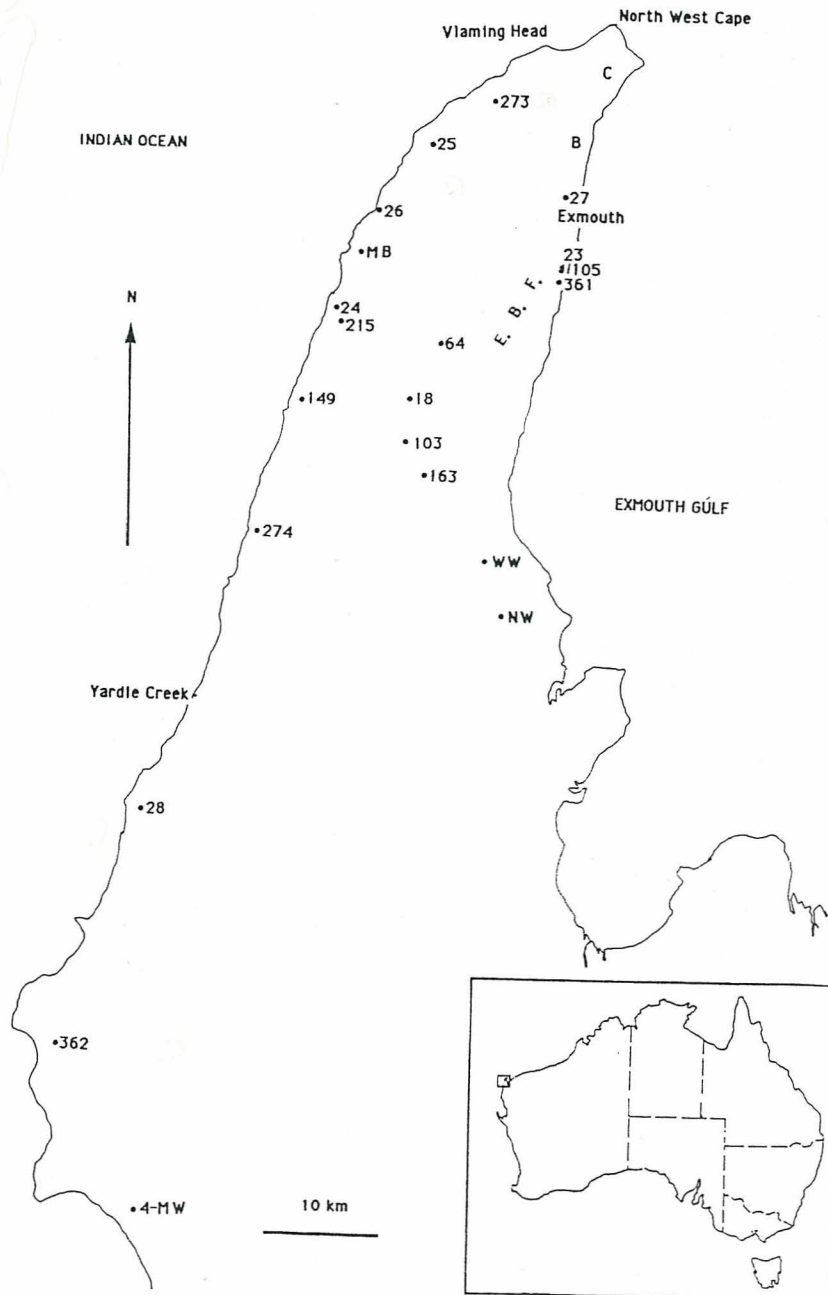 North West Cape
Vlaming Head
C
273
INDIAN OCEAN
25
B
27
26
Exmouth
MB
23
105
361
E. B. F.
N
24
215
64
149
18
103
163
EXMOUTH GÚLF
274
WW
NW
Yardie Creek
28
362
4-MW
10 km